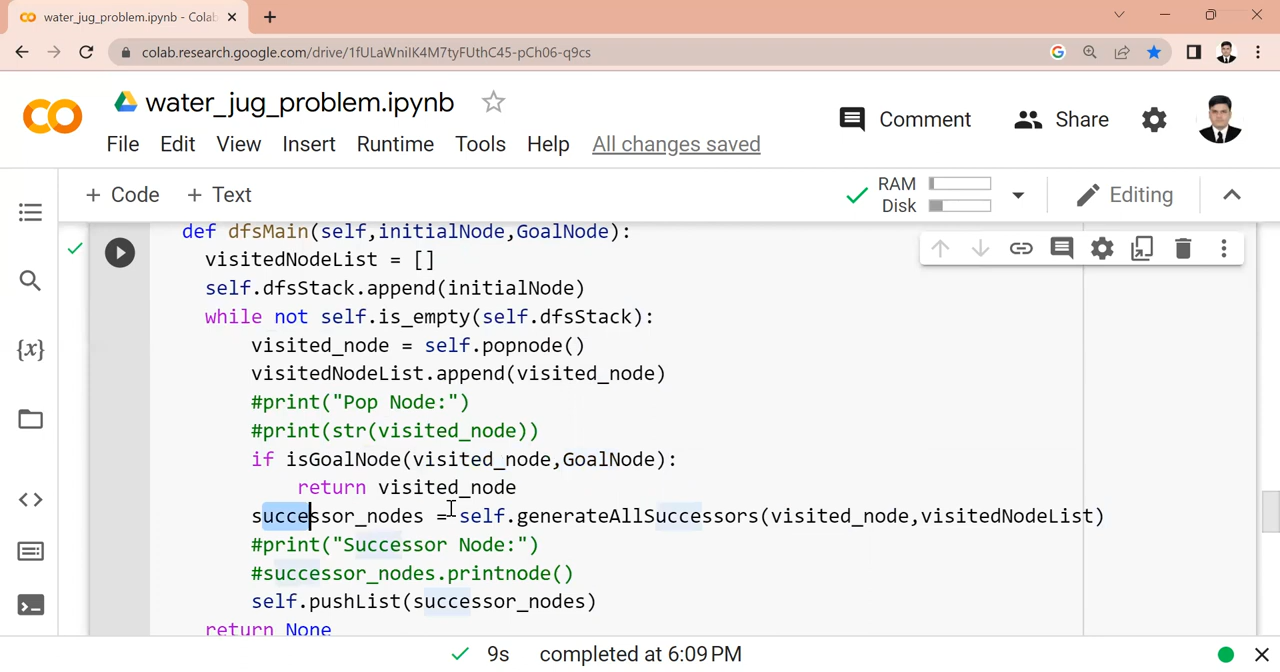 water_jug_problem.ipynb - Colab
colab.research.google.com/drive/1fULaWnilK4M7tyFUthC45-pCh06-q9cs
water_jug_problem.ipynb
Comment
Share
File Edit View Insert Runtime Tools Help All changes saved
+ Code + Text
RAM
Disk
Editing
def dfsMain(self,initialNode,GoalNode):
visitedNodeList = []
self.dfsStack.append(initialNode)
while not self.is_empty(self.dfsStack):
visited_node = self.popnode()
visitedNodeList.append(visited_node)
#print("Pop Node:")
#print(str(visited_node))
if isGoalNode(visited_node,GoalNode):
return visited_node
successor_nodes = self.generateAllSuccessors(visited_node,visitedNodeList)
#print("Successor Node:")
#successor_nodes.printnode()
self.pushList(successor_nodes)
return None
{x}
<>
9s completed at 6:09 PM